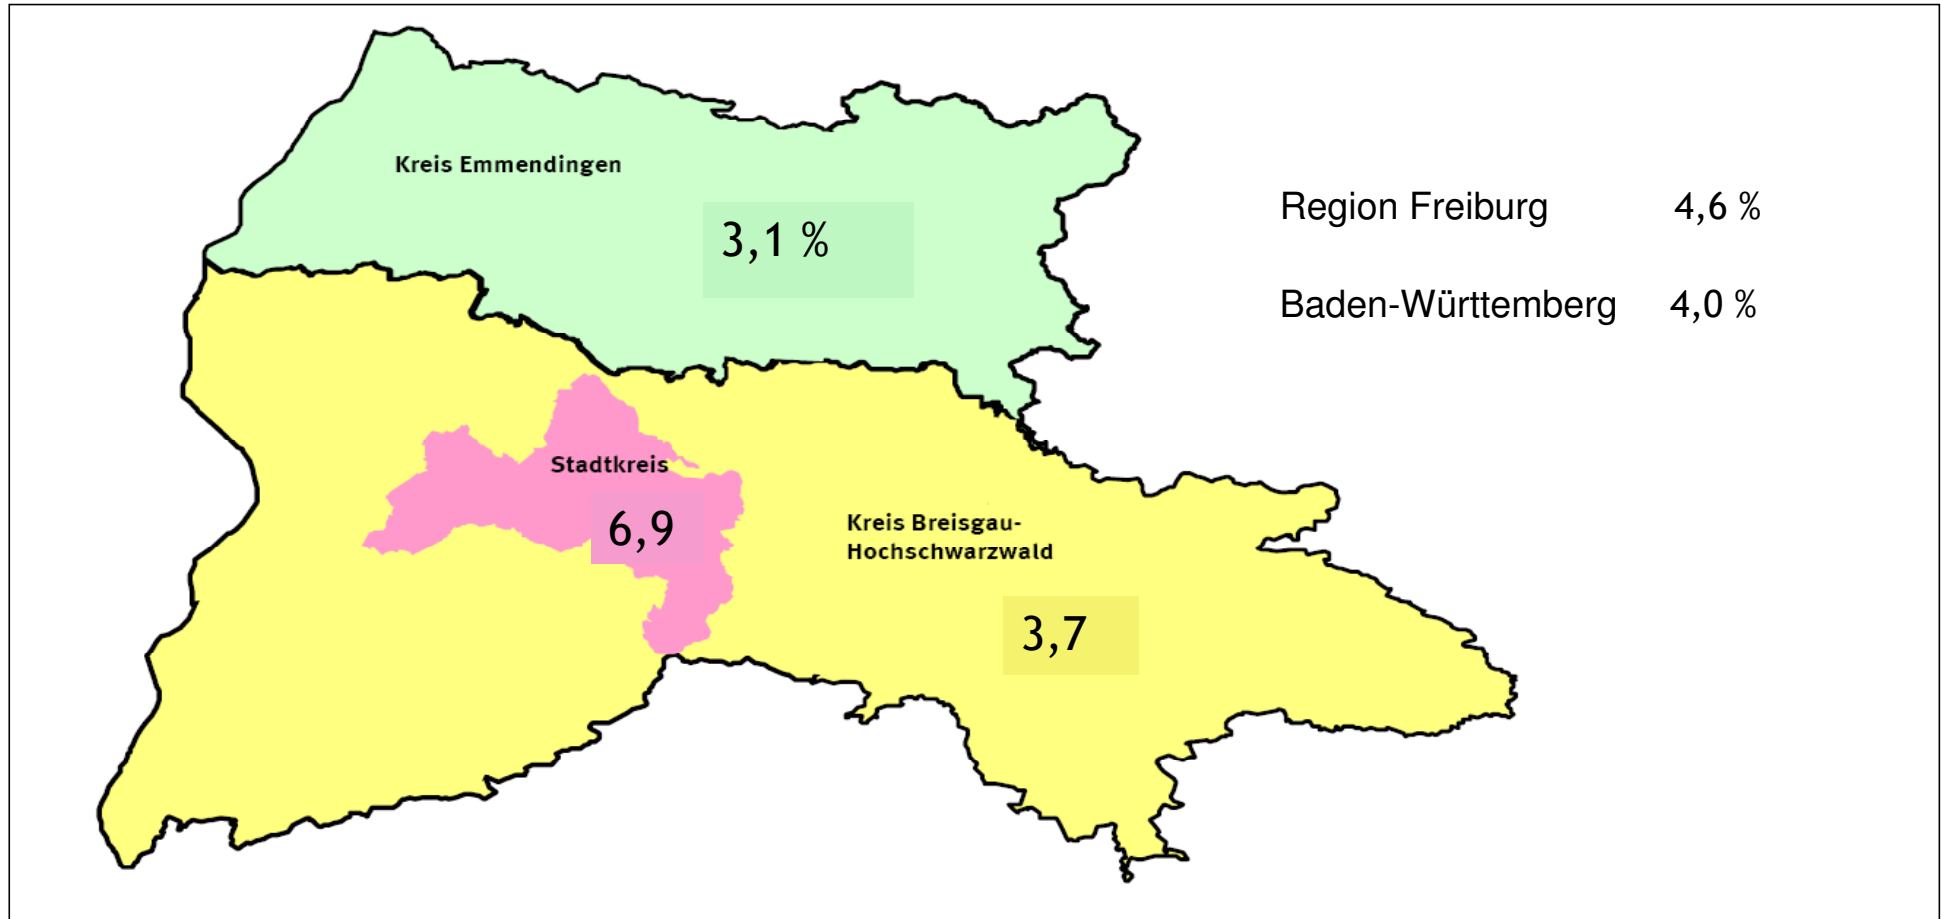 Kreis Emmendingen
3,1 %
Region Freiburg 4,6 %
Baden-Württemberg 4,0 %
Stadtkreis
6,9
Kreis Breisgau-
Hochschwarzwald
3,7